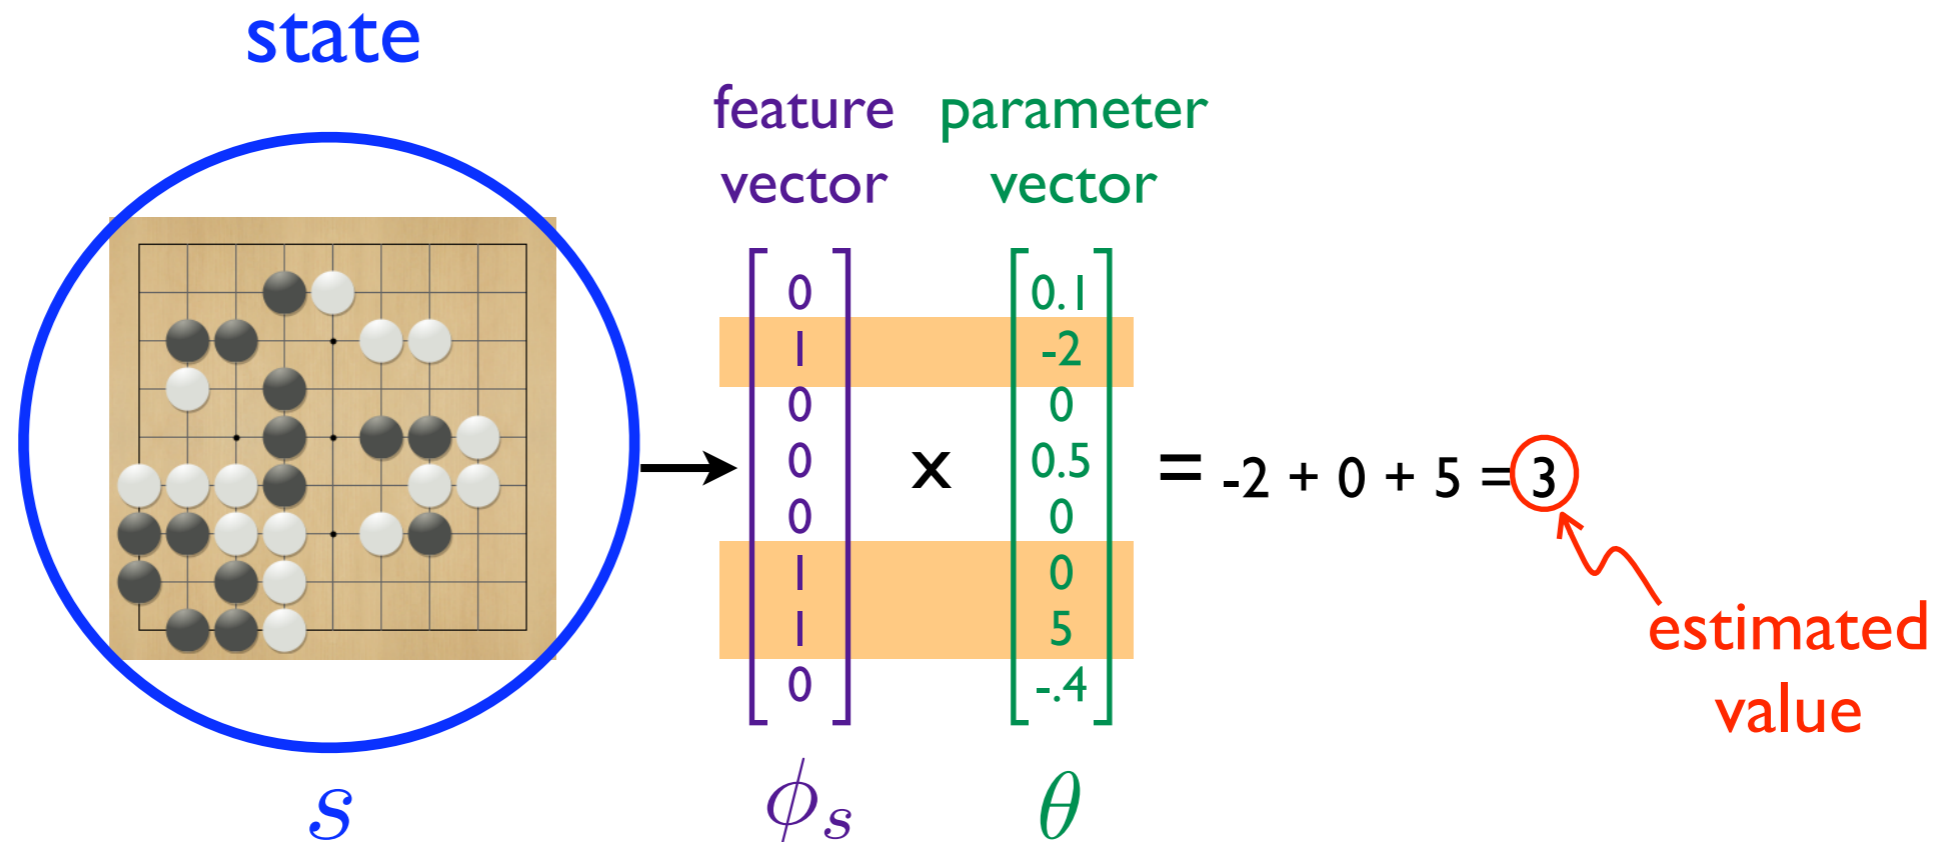 state
feature parameter
vector vector
0 0.1
1 -2
0 0
0 0.5
0 0
1 0
1 5
0 -.4
x
= -2 + 0 + 5 = 3
estimated
value
s
ϕs
θ